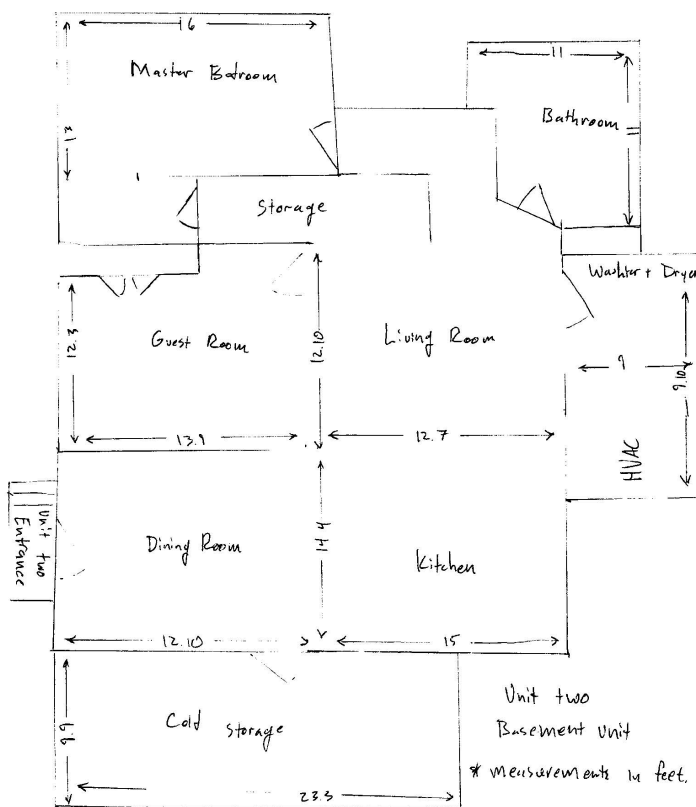 16
Master Bedroom
13
11
Bathroom
11
Storage
Washer + Dryer
12.3
Guest Room
12.10
Living Room
9
9.10
13.9
12.7
HVAC
Unit two
Entrance
Dining Room
14.4
Kitchen
12.10
15
9.9
Cold Storage
23.3
Unit two
Basement unit
* measurements in feet.